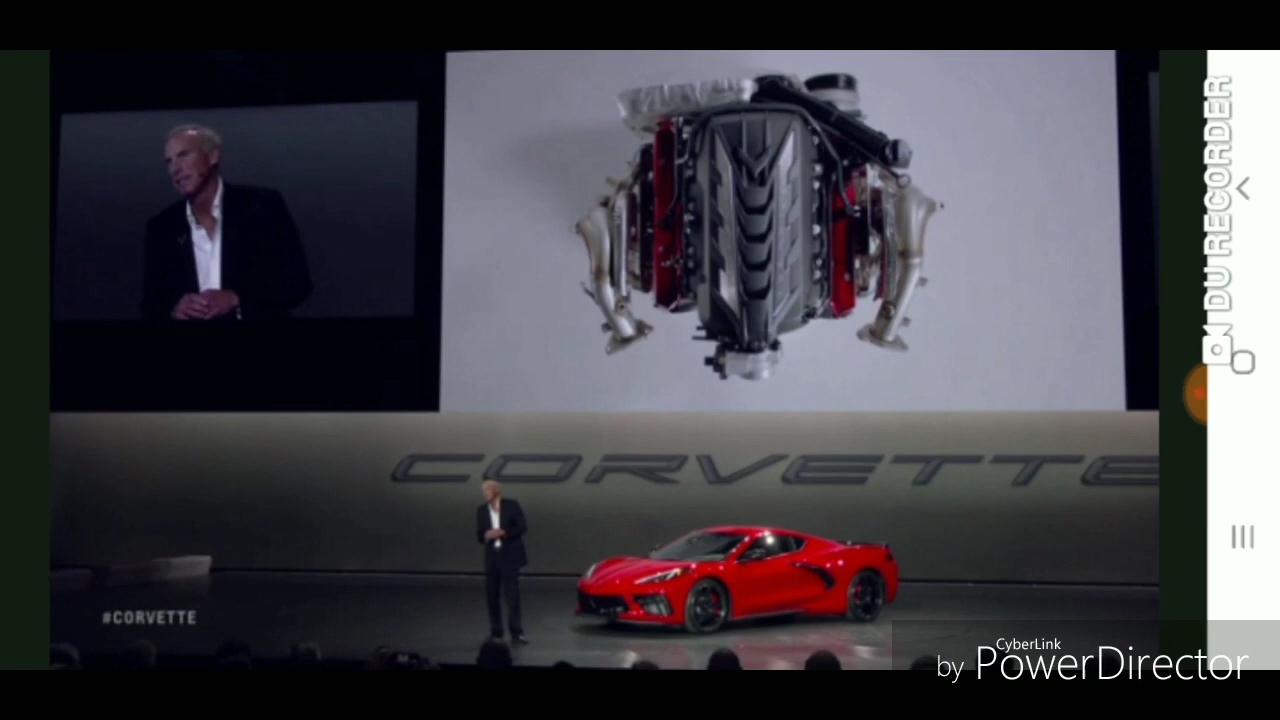 DU RECORDER
CORVETTE
#CORVETTE
CyberLink
by PowerDirector